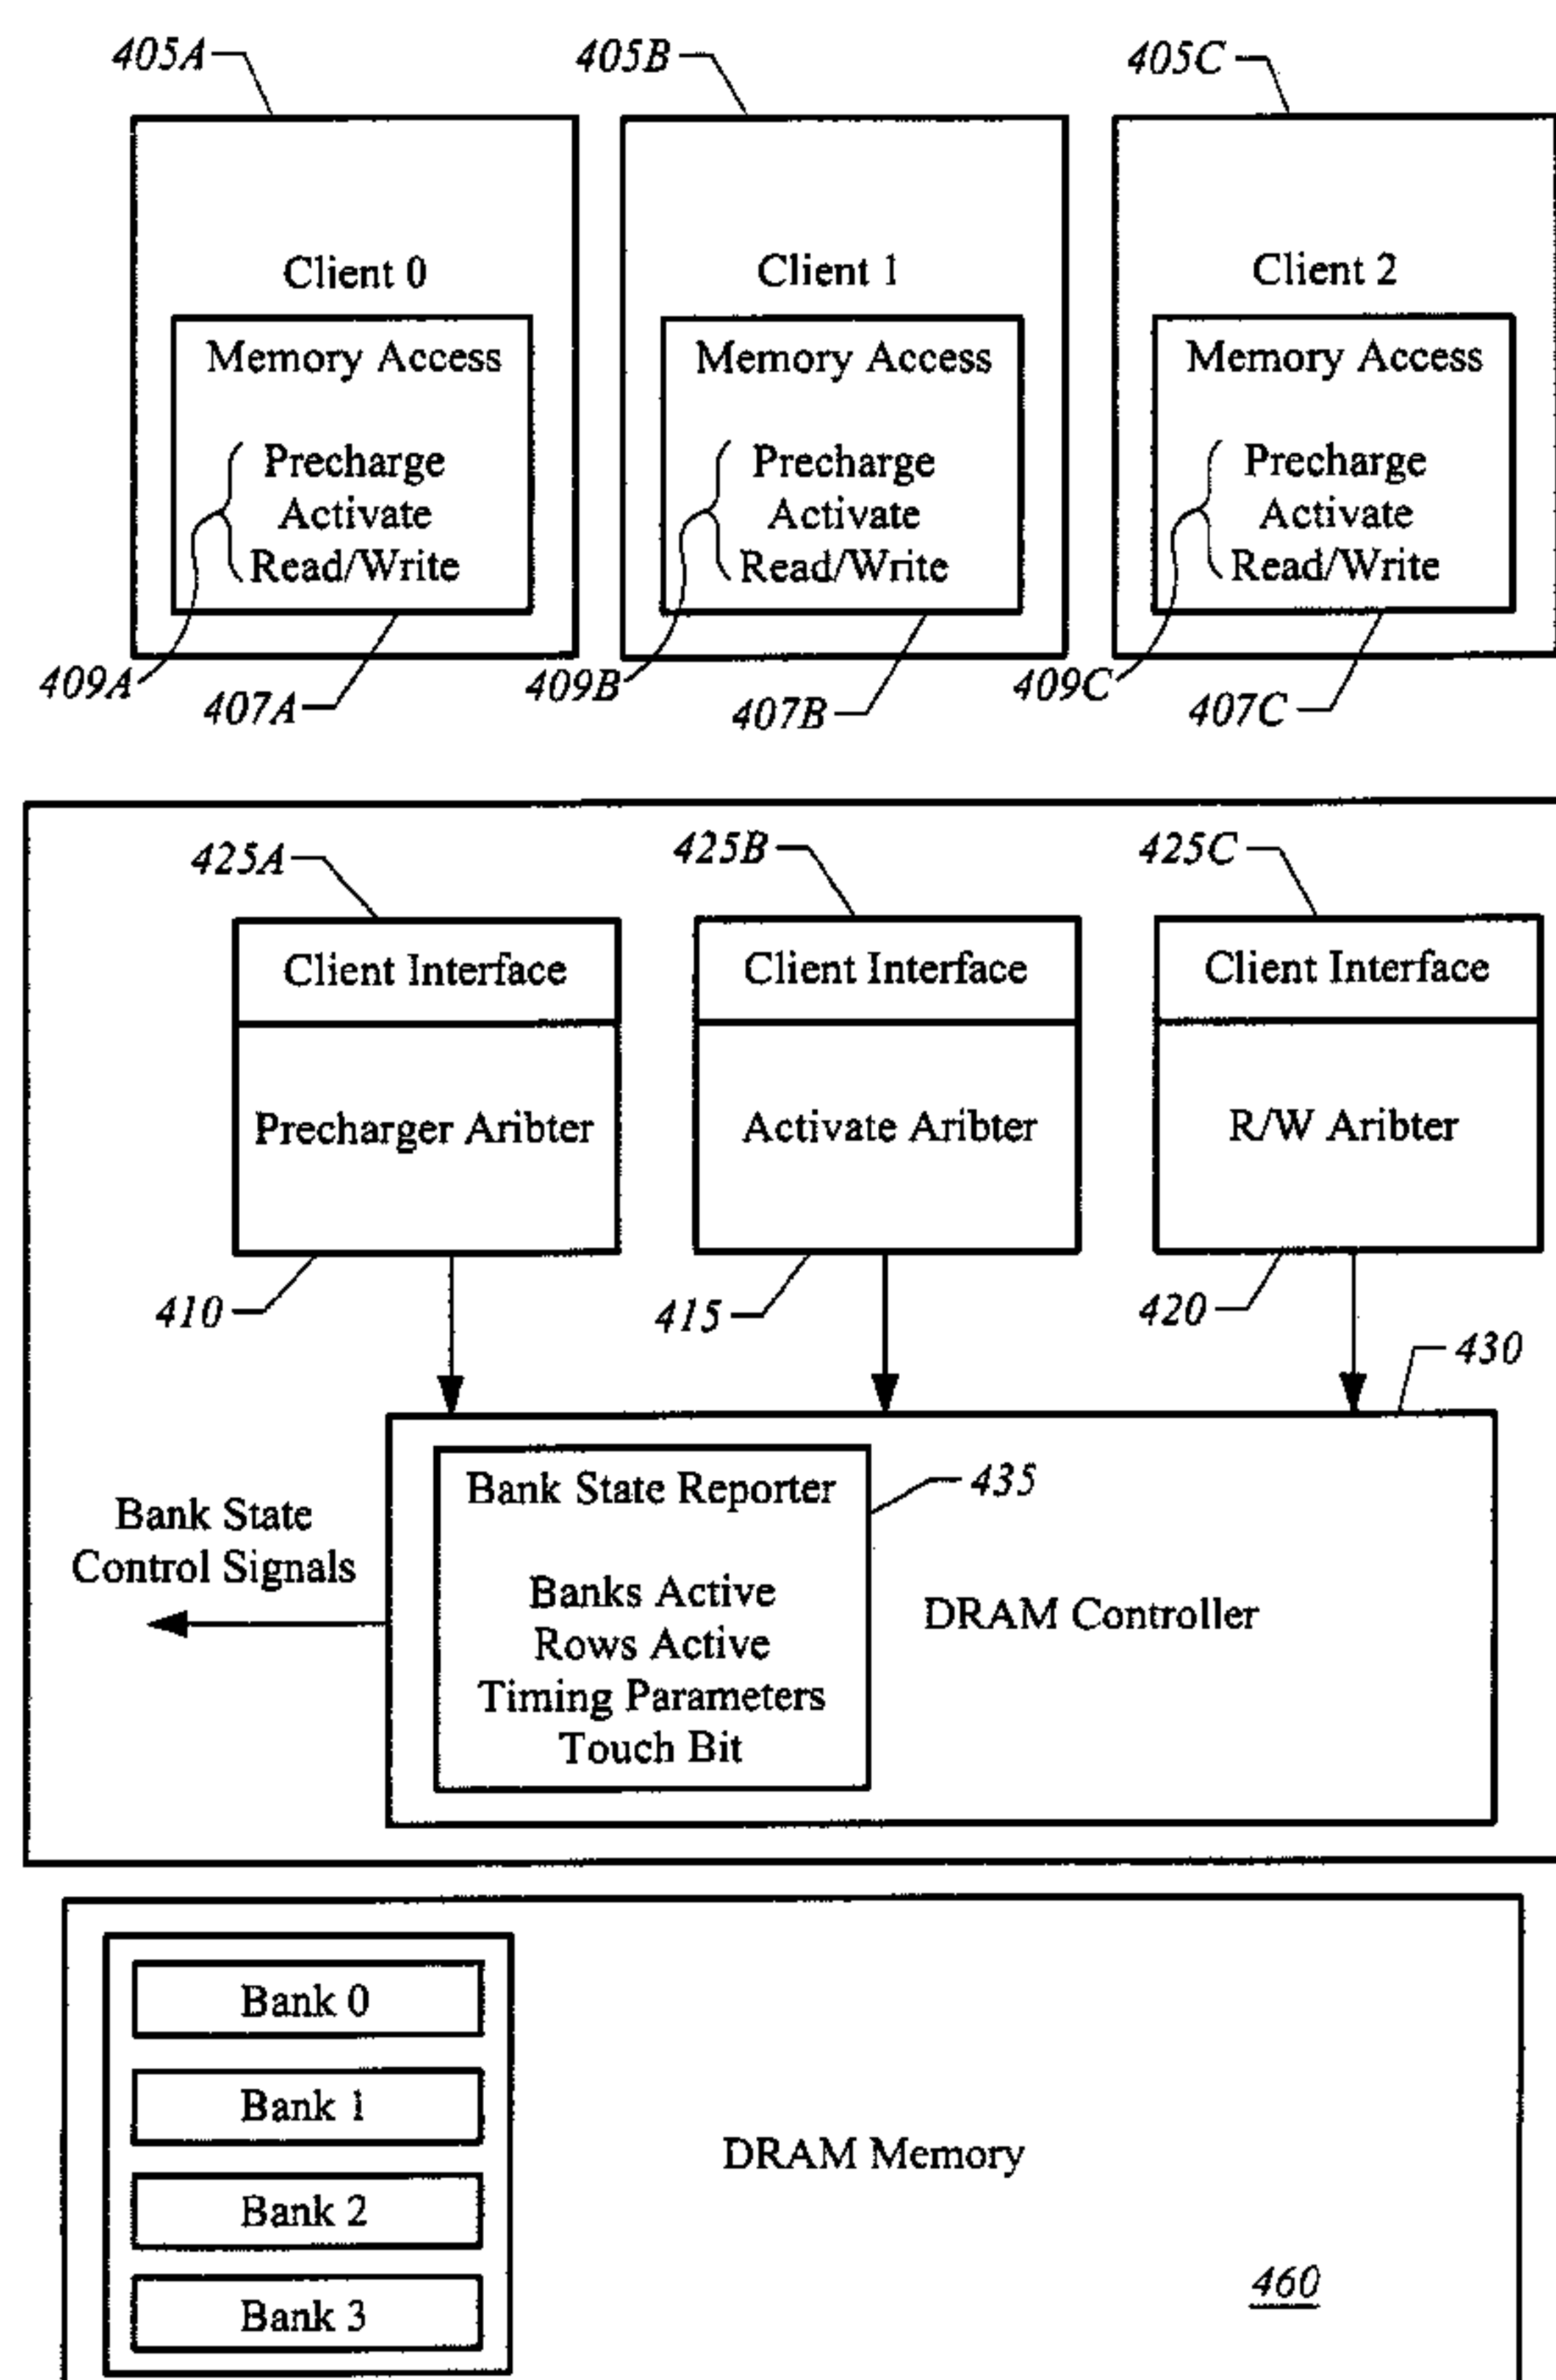 405A
405B
405C
Client 0
Client 1
Client 2
Memory Access
Precharge
Activate
Read/Write
Memory Access
Precharge
Activate
Read/Write
Memory Access
Precharge
Activate
Read/Write
409A
407A
409B
407B
409C
407C
425A
425B
425C
Client Interface
Client Interface
Client Interface
Precharger Aribter
Activate Aribter
R/W Aribter
410
415
420
430
Bank State Reporter
435
Bank State
Control Signals
Banks Active
Rows Active
Timing Parameters
Touch Bit
DRAM Controller
Bank 0
Bank 1
Bank 2
Bank 3
DRAM Memory
460